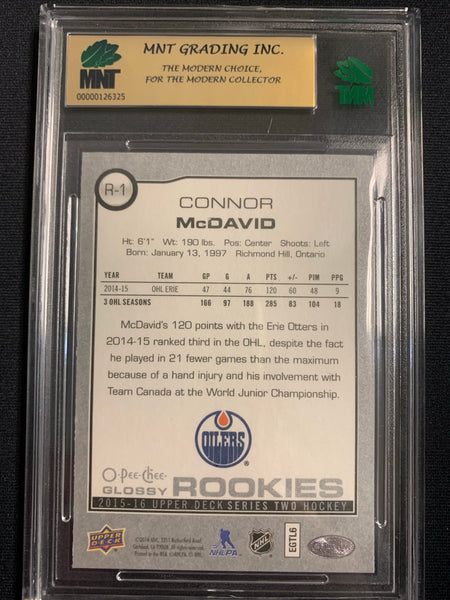 MNT GRADING INC.
THE MODERN CHOICE,
FOR THE MODERN COLLECTOR
MNT
00000126325
MNT
R-1
CONNOR
McDAVID
Ht: 6'1" Wt: 190 lbs. Pos: Center Shoots: Left
Born: January 13, 1997 Richmond Hill, Ontario
YEAR TEAM GP G A PTS +/- PIM PPG
2014-15 OHL ERIE 47 44 76 120 60 48 9
3 OHL SEASONS 166 97 188 285 83 104 18
McDavid's 120 points with the Erie Otters in
2014-15 ranked third in the OHL, despite the fact
he played in 21 fewer games than the maximum
because of a hand injury and his involvement with
Team Canada at the World Junior Championship.
OILERS
O-Pee-Chee
GLOSSY ROOKIES
2015-16 UPPER DECK SERIES TWO HOCKEY
UPPER DECK
NHLPA
NHL
EGTL6